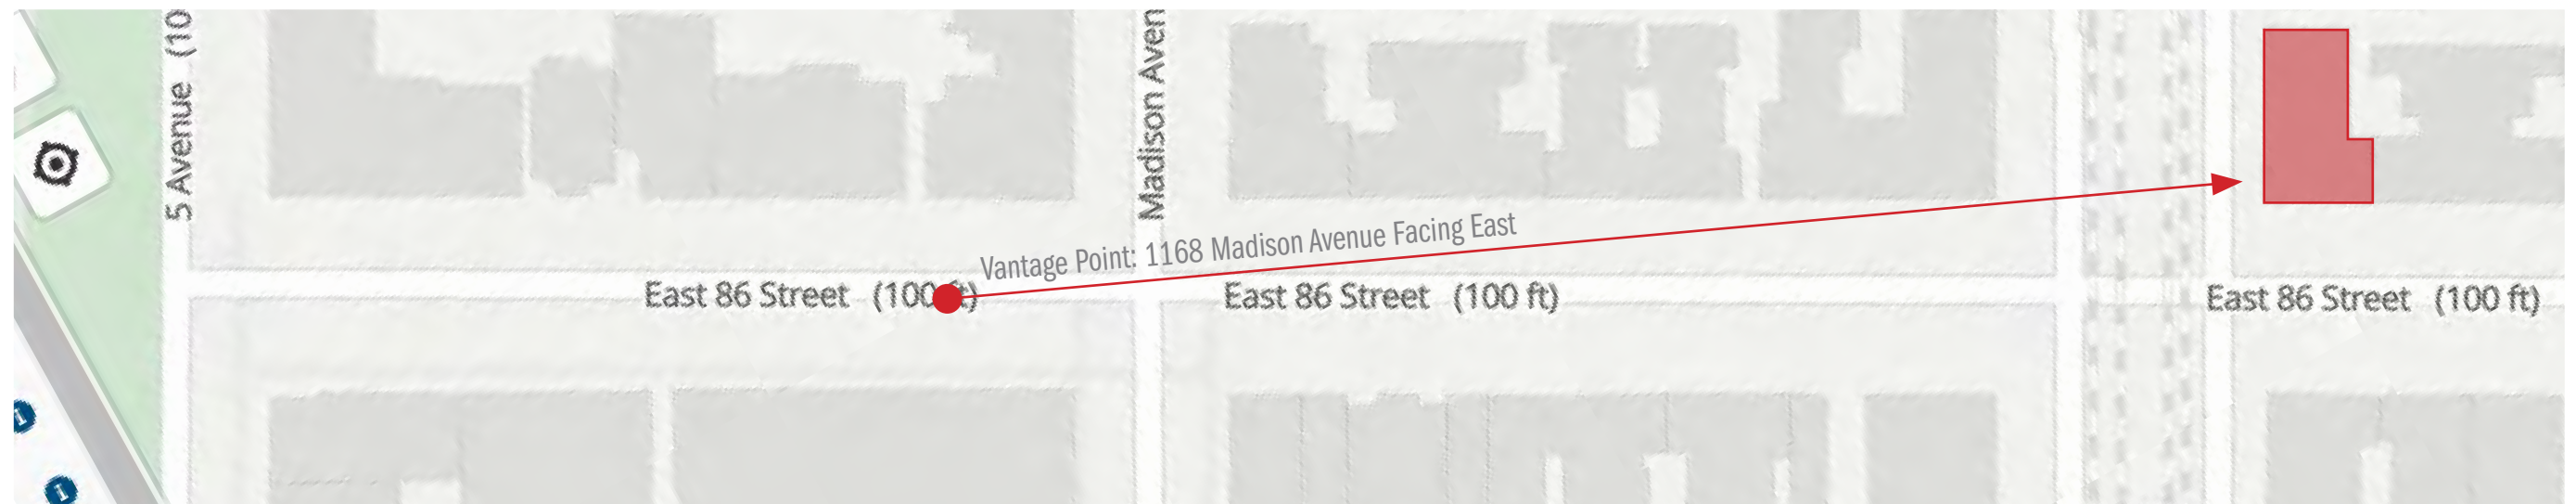 5 Avenue (10
Madison Aven
Vantage Point: 1168 Madison Avenue Facing East
East 86 Street (100 ft)
East 86 Street (100 ft)
East 86 Street (100 ft)